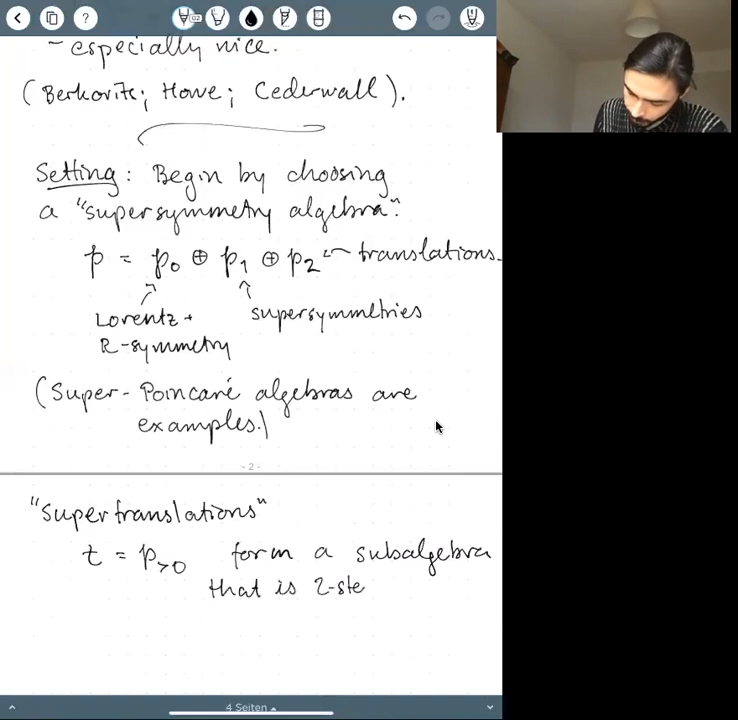 - especially nice.
(Berkovits; Howe; Cederwall).
Setting: Begin by choosing
a "supersymmetry algebra":
p = p0 ⊕ p1 ⊕ p2 ← translations.
Lorentz + supersymmetries
R-symmetry
(Super-Poincaré algebras are
examples.)
- 2 -
"supertranslations"
t = p>0 form a subalgebra
that is 2-ste
4 Seiten